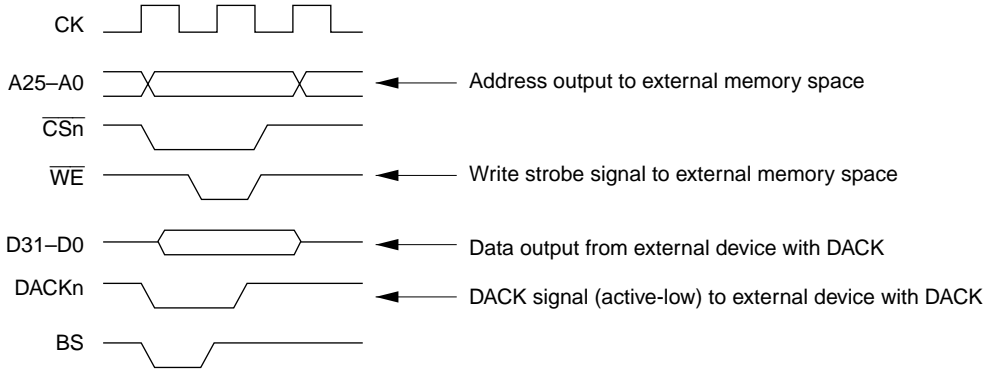 CK
A25–A0
Address output to external memory space
CSn
WE
Write strobe signal to external memory space
D31–D0
Data output from external device with DACK
DACKn
DACK signal (active-low) to external device with DACK
BS